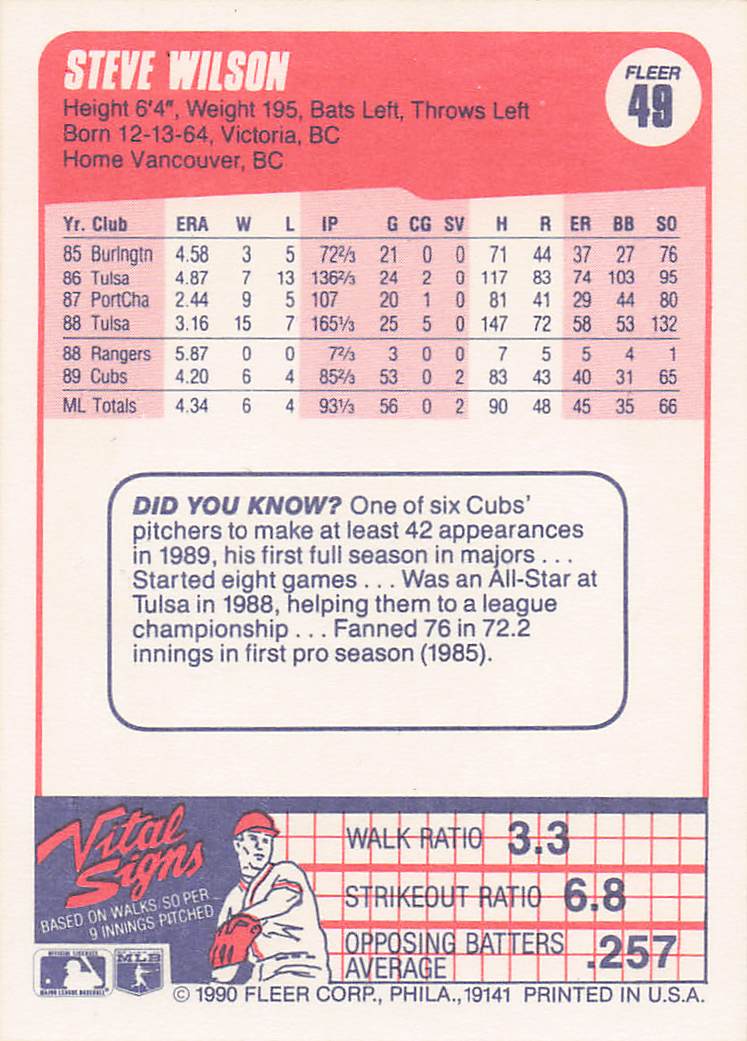 STEVE WILSON
FLEER
49
Height 6'4", Weight 195, Bats Left, Throws Left
Born 12-13-64, Victoria, BC
Home Vancouver, BC
Yr. Club ERA W L IP G CG SV H R ER BB SO
85 Burlngtn 4.58 3 5 72⅔ 21 0 0 71 44 37 27 76
86 Tulsa 4.87 7 13 136⅔ 24 2 0 117 83 74 103 95
87 PortCha 2.44 9 5 107 20 1 0 81 41 29 44 80
88 Tulsa 3.16 15 7 165⅓ 25 5 0 147 72 58 53 132
88 Rangers 5.87 0 0 7⅔ 3 0 0 7 5 5 4 1
89 Cubs 4.20 6 4 85⅔ 53 0 2 83 43 40 31 65
ML Totals 4.34 6 4 93⅓ 56 0 2 90 48 45 35 66
DID YOU KNOW? One of six Cubs'
pitchers to make at least 42 appearances
in 1989, his first full season in majors . . .
Started eight games . . . Was an All-Star at
Tulsa in 1988, helping them to a league
championship . . . Fanned 76 in 72.2
innings in first pro season (1985).
Vital
Signs
BASED ON WALKS/SO PER
9 INNINGS PITCHED
WALK RATIO 3.3
STRIKEOUT RATIO 6.8
OPPOSING BATTERS
AVERAGE .257
OFFICIAL LICENSEE
MAJOR LEAGUE BASEBALL
MLB
© 1990 FLEER CORP., PHILA., 19141 PRINTED IN U.S.A.